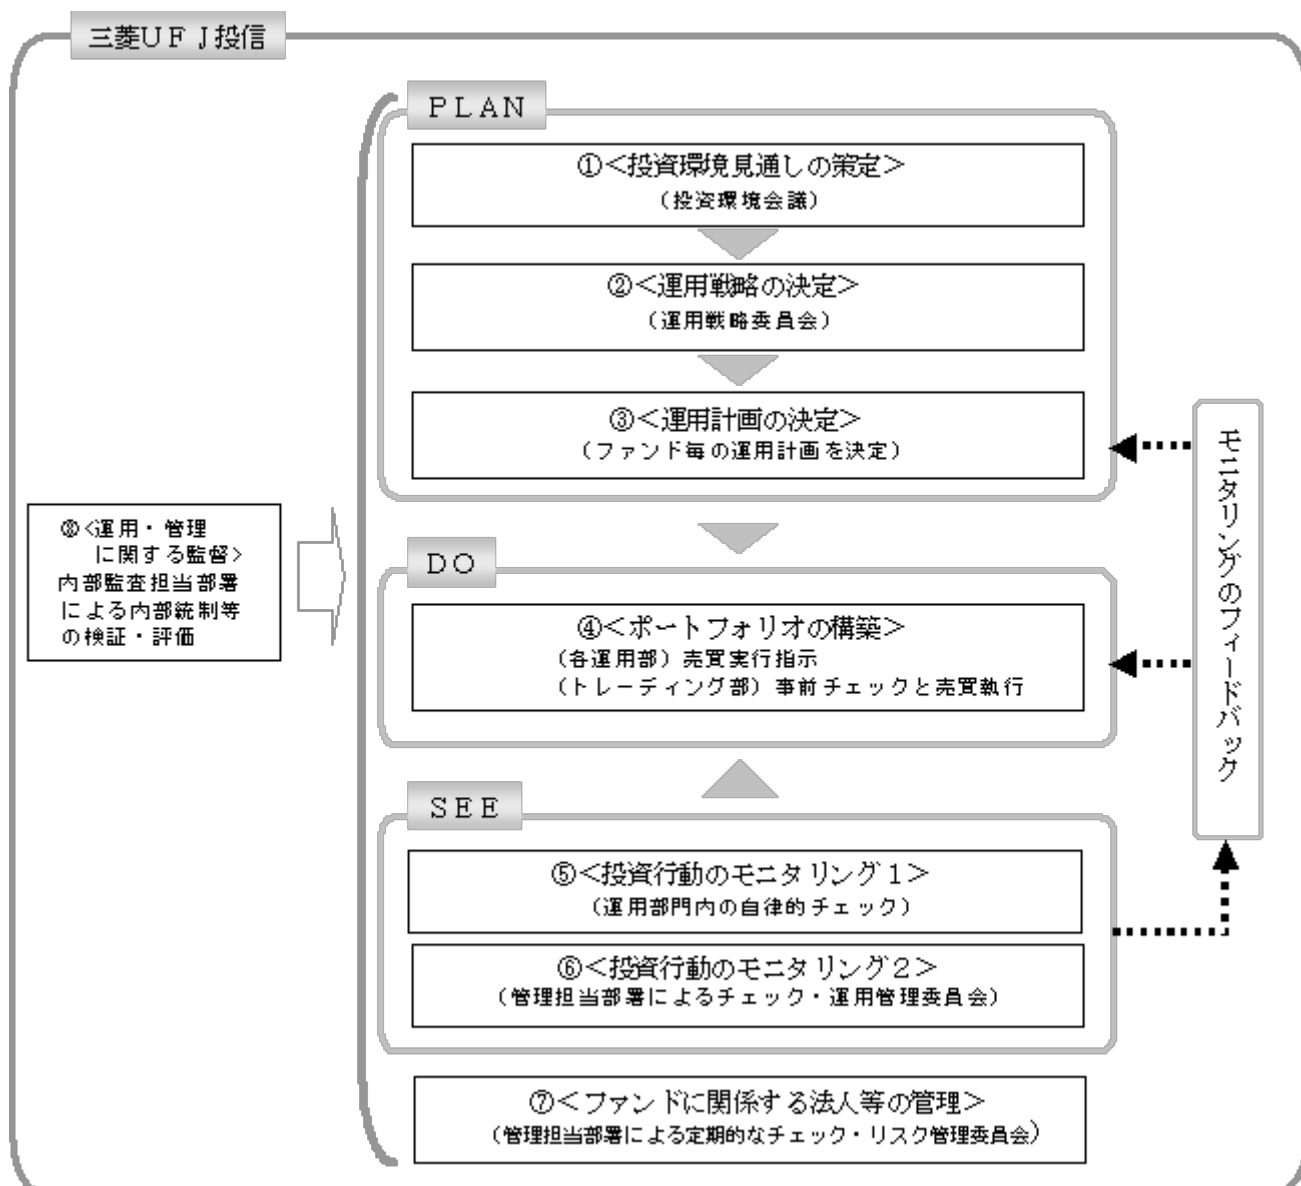 三菱ＵＦＪ投信
ＰＬＡＮ
①＜投資環境見通しの策定＞
（投資環境会議）
②＜運用戦略の決定＞
（運用戦略委員会）
③＜運用計画の決定＞
（ファンド毎の運用計画を決定）
⑧<運用・管理
に関する監督>
内部監査担当部署
による内部統制等
の検証・評価
ＤＯ
④＜ポートフォリオの構築＞
（各運用部）売買実行指示
（トレーディング部）事前チェックと売買執行
モニタリングのフィードバック
ＳＥＥ
⑤＜投資行動のモニタリング１＞
（運用部門内の自律的チェック）
⑥＜投資行動のモニタリング２＞
（管理担当部署によるチェック・運用管理委員会）
⑦＜ファンドに関係する法人等の管理＞
（管理担当部署による定期的なチェック・リスク管理委員会）